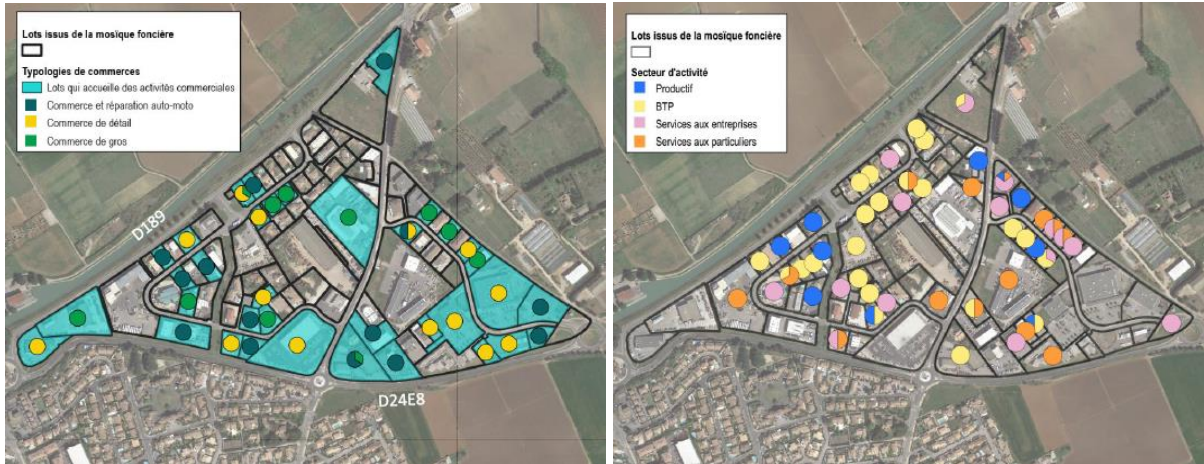 Lots issus de la mosïque foncière
Typologies de commerces
Lots qui accueille des activités commerciales
Commerce et réparation auto-moto
Commerce de détail
Commerce de gros
D189
D24E8
Lots issus de la mosïque foncière
Secteur d'activité
Productif
BTP
Services aux entreprises
Services aux particuliers